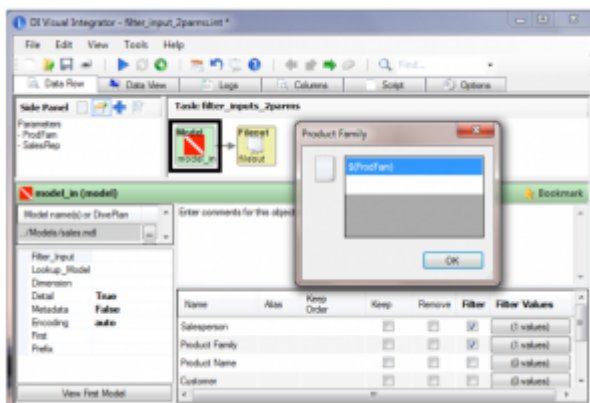 DI Visual Integrator - filter_input_2parms.int *
File Edit View Tools Help
Find...
Data Flow Data View Logs Columns Script Options
Side Panel
Task: filter_inputs_2parms
Parameters
- ProdFam
- SalesRep
Model
model_in
Fileout
fileout
Product Family
$(ProdFam)
OK
model_in (model)
Bookmark
Model name(s) or DivePlan
../Models/sales.mdl
...
Enter comments for this object
Filter_Input
Lookup_Model
Dimension
Detail True
Metadata False
Encoding auto
First
Prefix
View First Model
Name Alias Keep Order Keep Remove Filter Filter Values
Salesperson (1 values)
Product Family (1 values)
Product Name (0 values)
Customer (0 values)